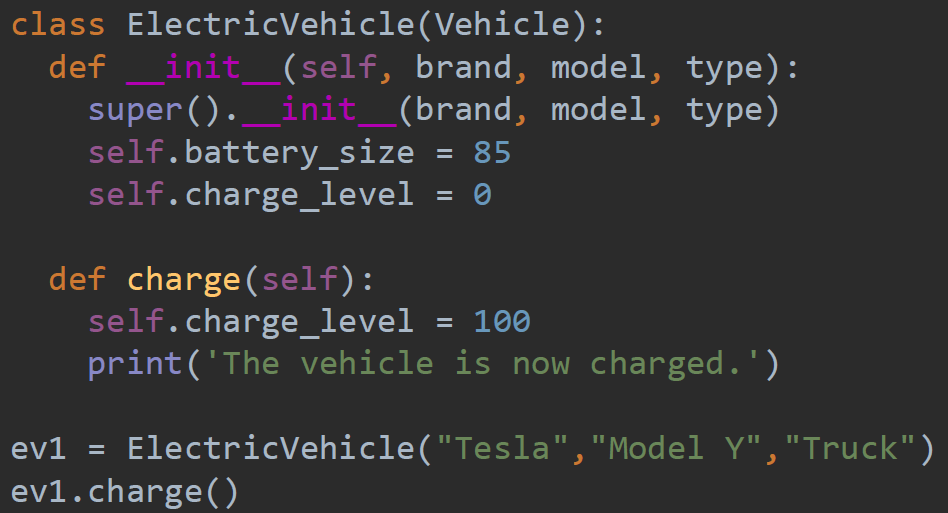 class ElectricVehicle(Vehicle):
  def __init__(self, brand, model, type):
    super().__init__(brand, model, type)
    self.battery_size = 85
    self.charge_level = 0

  def charge(self):
    self.charge_level = 100
    print('The vehicle is now charged.')

ev1 = ElectricVehicle("Tesla","Model Y","Truck")
ev1.charge()